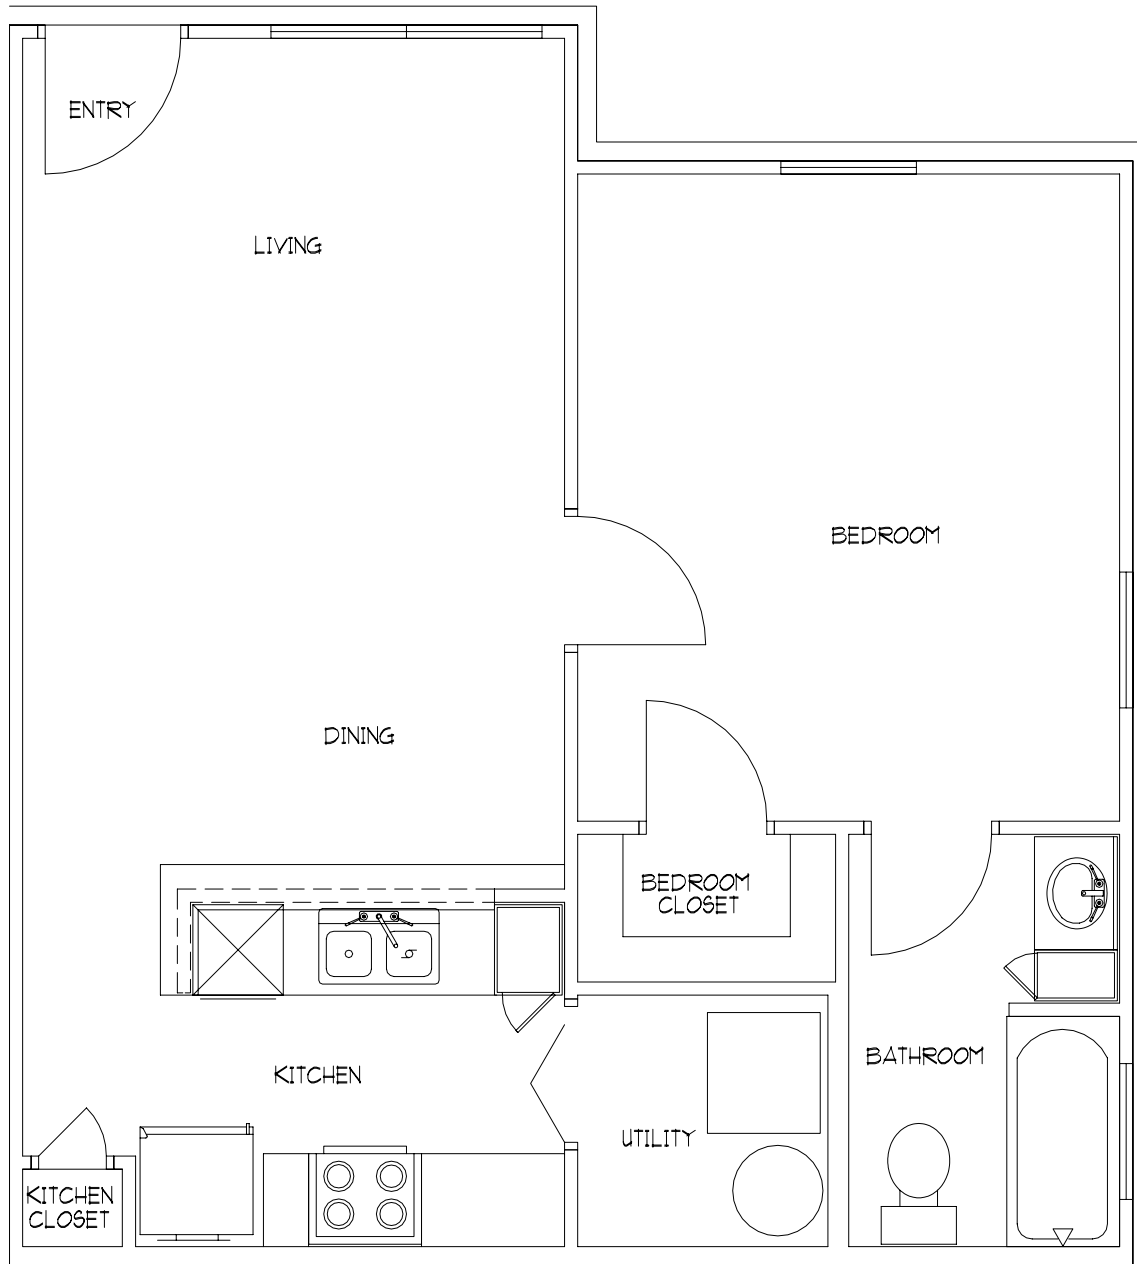 ENTRY
LIVING
BEDROOM
DINING
BEDROOM
CLOSET
BATHROOM
KITCHEN
UTILITY
KITCHEN
CLOSET